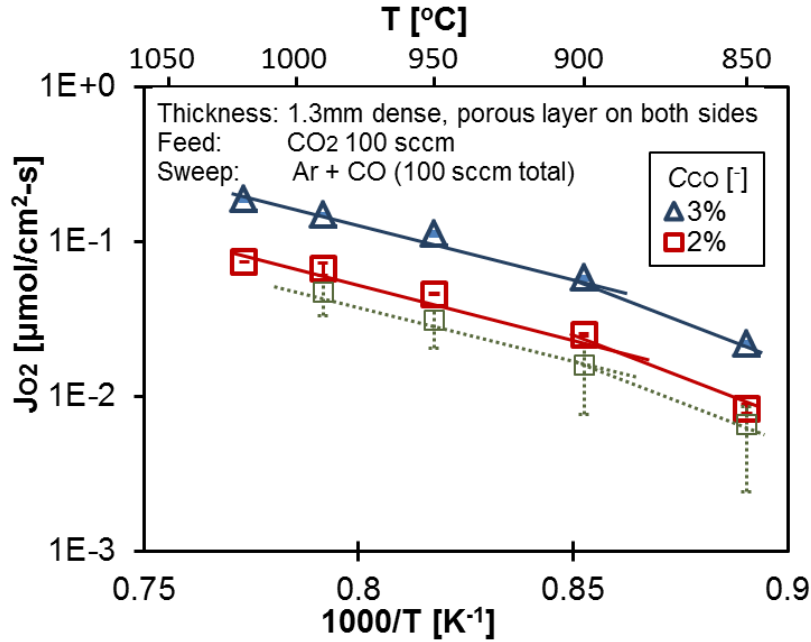 T [°C]
1050 1000 950 900 850
1E+0
Thickness: 1.3mm dense, porous layer on both sides
Feed: CO2 100 sccm
Sweep: Ar + CO (100 sccm total)
CCO [-]
3%
2%
1E-1
1E-2
1E-3
JO2 [µmol/cm²-s]
0.75 0.8 0.85 0.9
1000/T [K⁻¹]